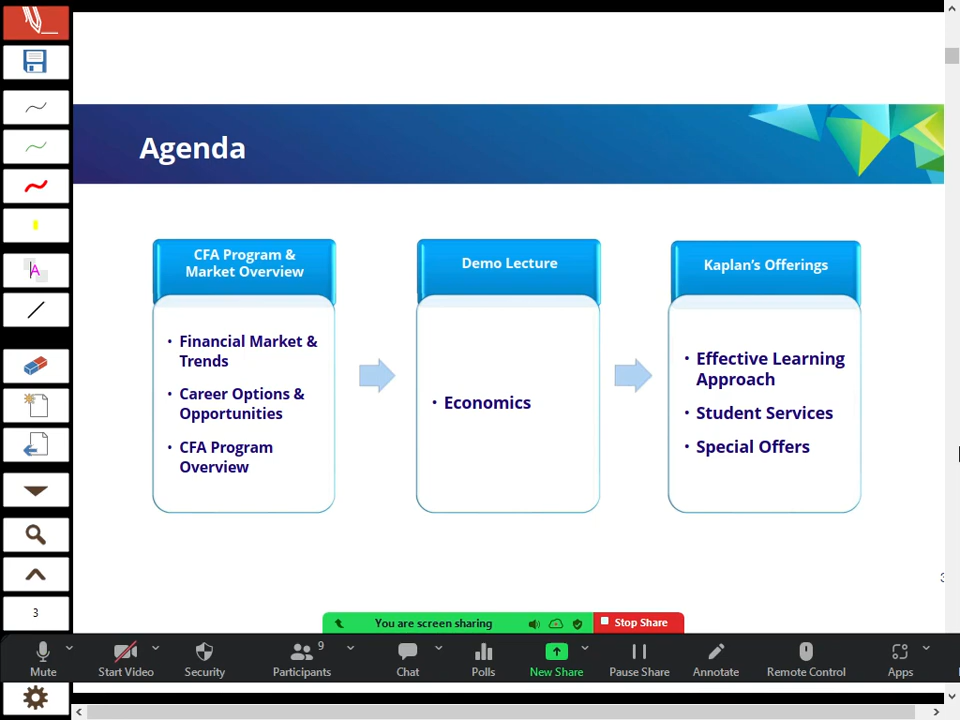 Agenda
CFA Program &
Market Overview
Financial Market &
Trends
Career Options &
Opportunities
CFA Program
Overview
Demo Lecture
Economics
Kaplan's Offerings
Effective Learning
Approach
Student Services
Special Offers
A
3
You are screen sharing
Stop Share
Mute
Start Video
Security
9
Participants
Chat
Polls
New Share
Pause Share
Annotate
Remote Control
Apps